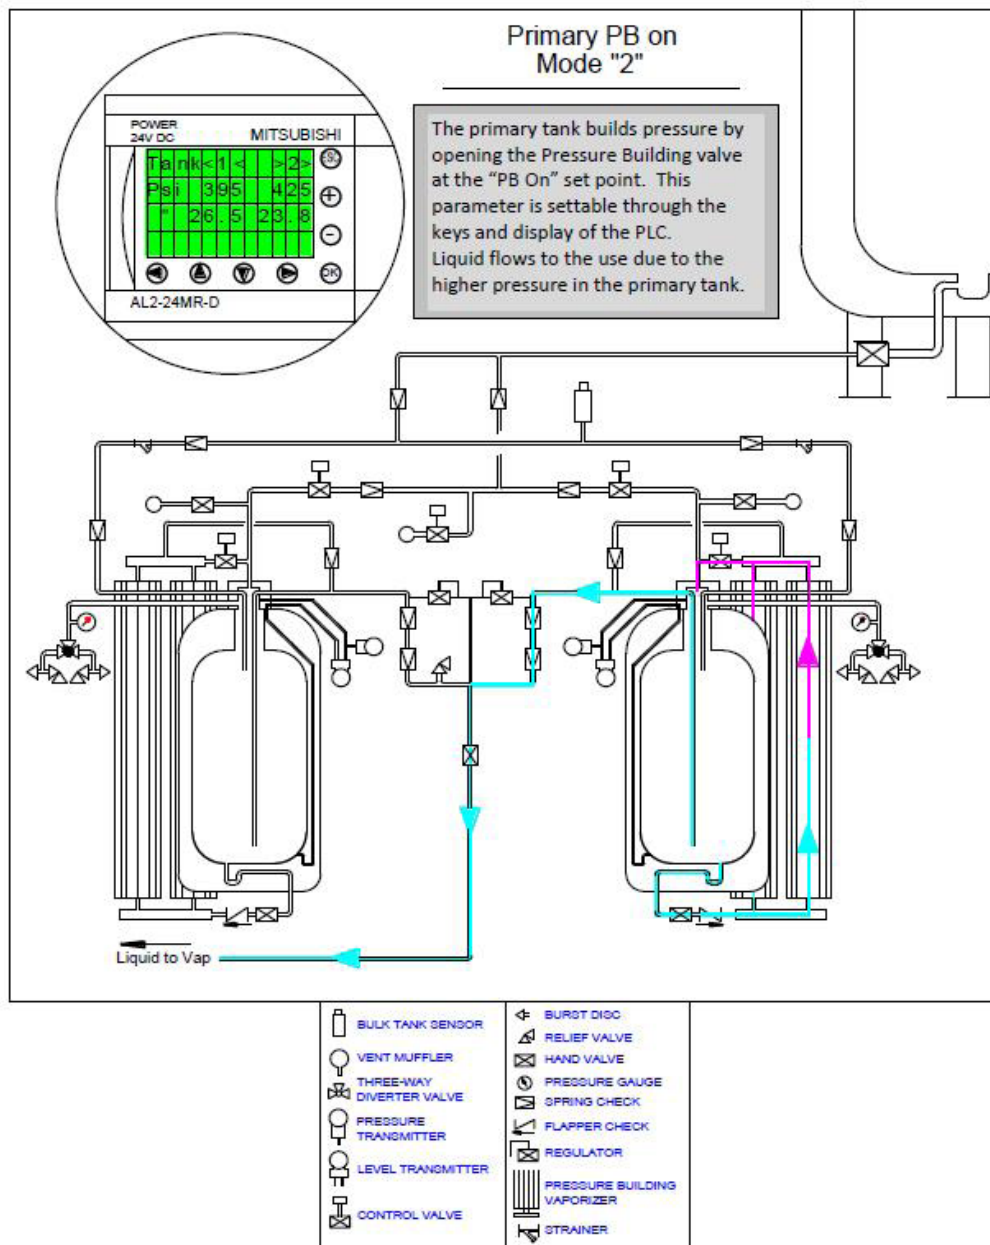 Primary PB on
Mode "2"
The primary tank builds pressure by
opening the Pressure Building valve
at the “PB On” set point.  This
parameter is settable through the
keys and display of the PLC.
Liquid flows to the use due to the
higher pressure in the primary tank.
POWER
24V DC
MITSUBISHI
Tank<1< >2>
Psi 395 425
" 26.5 23.8
ESC
+
−
OK
AL2-24MR-D
Liquid to Vap
BULK TANK SENSOR
VENT MUFFLER
THREE-WAY
DIVERTER VALVE
PRESSURE
TRANSMITTER
LEVEL TRANSMITTER
CONTROL VALVE
BURST DISC
RELIEF VALVE
HAND VALVE
PRESSURE GAUGE
SPRING CHECK
FLAPPER CHECK
REGULATOR
PRESSURE BUILDING
VAPORIZER
STRAINER